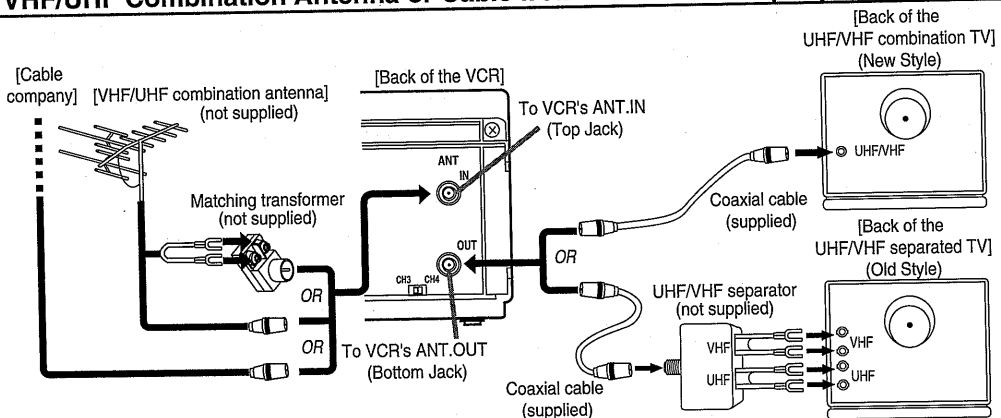 VHF/UHF Combination Antenna or Cable
[Cable
company]
[VHF/UHF combination antenna]
(not supplied)
[Back of the VCR]
To VCR's ANT.IN
(Top Jack)
[Back of the
UHF/VHF combination TV]
(New Style)
ANT
IN
UHF/VHF
Matching transformer
(not supplied)
Coaxial cable
(supplied)
OUT
CH3 CH4
OR
OR
OR
[Back of the
UHF/VHF separated TV]
(Old Style)
UHF/VHF separator
(not supplied)
To VCR's ANT.OUT
(Bottom Jack)
VHF
UHF
VHF
UHF
Coaxial cable
(supplied)